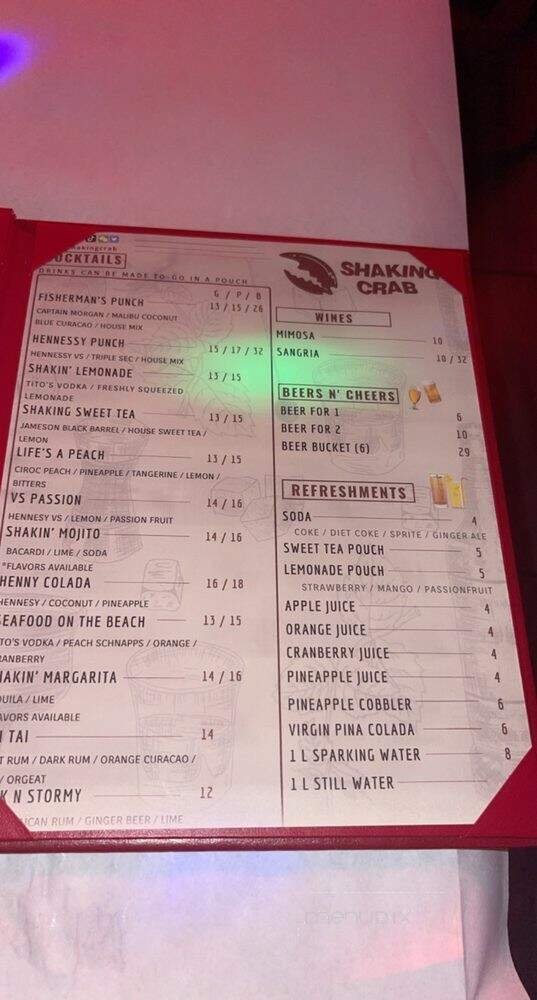 COCKTAILS
DRINKS CAN BE MADE TO-GO IN A POUCH
G / P / B
FISHERMAN'S PUNCH 13 / 15 / 26
CAPTAIN MORGAN / MALIBU COCONUT
BLUE CURACAO / HOUSE MIX
HENNESSY PUNCH 15 / 17 / 32
HENNESSY VS / TRIPLE SEC / HOUSE MIX
SHAKIN' LEMONADE 13 / 15
TITO'S VODKA / FRESHLY SQUEEZED
LEMONADE
SHAKING SWEET TEA 13 / 15
JAMESON BLACK BARREL / HOUSE SWEET TEA /
LEMON
LIFE'S A PEACH 13 / 15
CIROC PEACH / PINEAPPLE / TANGERINE / LEMON /
BITTERS
VS PASSION 14 / 16
HENNESY VS / LEMON / PASSION FRUIT
SHAKIN' MOJITO 14 / 16
BACARDI / LIME / SODA
*FLAVORS AVAILABLE
HENNY COLADA 16 / 18
HENNESY / COCONUT / PINEAPPLE
SEAFOOD ON THE BEACH 13 / 15
TITO'S VODKA / PEACH SCHNAPPS / ORANGE /
RANBERRY
AKIN' MARGARITA 14 / 16
UILA / LIME
AVORS AVAILABLE
I TAI 14
T RUM / DARK RUM / ORANGE CURACAO /
/ ORGEAT
K N STORMY 12
ICAN RUM / GINGER BEER / LIME
SHAKING
CRAB
WINES
MIMOSA 10
SANGRIA 10 / 32
BEERS N' CHEERS
BEER FOR 1 6
BEER FOR 2 10
BEER BUCKET (6) 29
REFRESHMENTS
SODA 4
COKE / DIET COKE / SPRITE / GINGER ALE
SWEET TEA POUCH 5
LEMONADE POUCH 5
STRAWBERRY / MANGO / PASSIONFRUIT
APPLE JUICE 4
ORANGE JUICE 4
CRANBERRY JUICE 4
PINEAPPLE JUICE 4
PINEAPPLE COBBLER 6
VIRGIN PINA COLADA 6
1 L SPARKING WATER 8
1 L STILL WATER